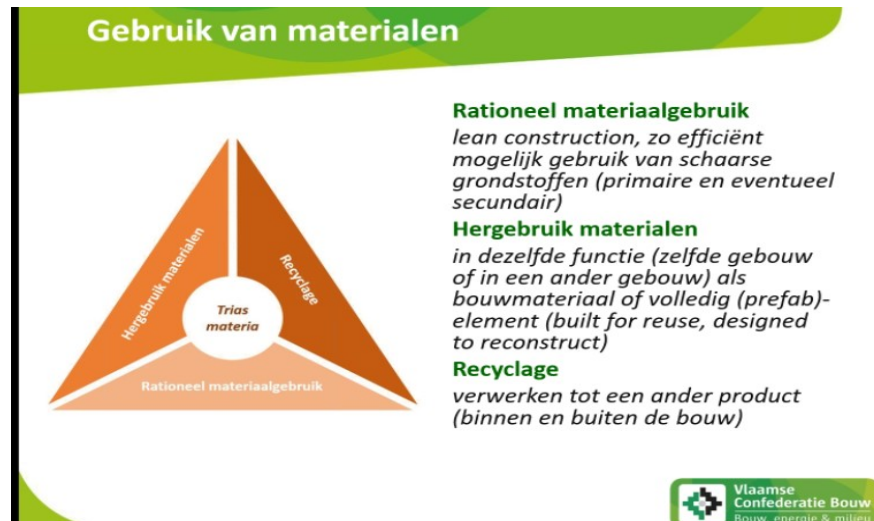 Gebruik van materialen
Hergebruik materialen
Recyclage
Trias
materia
Rationeel materiaalgebruik
Rationeel materiaalgebruik
lean construction, zo efficiënt
mogelijk gebruik van schaarse
grondstoffen (primaire en eventueel
secundair)
Hergebruik materialen
in dezelfde functie (zelfde gebouw
of in een ander gebouw) als
bouwmateriaal of volledig (prefab)-
element (built for reuse, designed
to reconstruct)
Recyclage
verwerken tot een ander product
(binnen en buiten de bouw)
Vlaamse
Confederatie Bouw
Bouw, energie & milieu